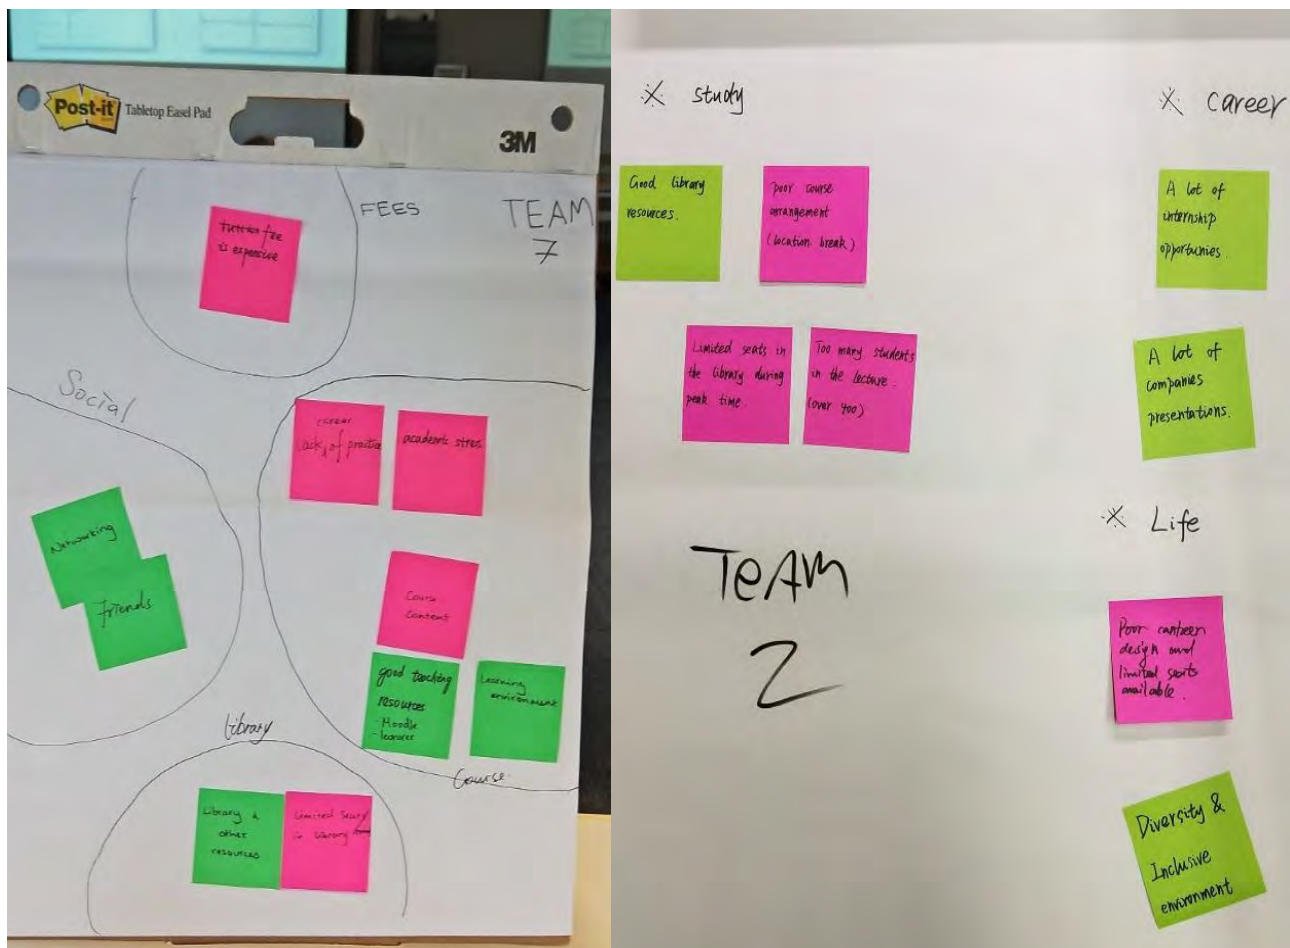 Post-it
Tabletop Easel Pad
3M
FEES
TEAM
7
Tuition fee
is expensive
Social
career
lack of practice
academic stres
Networking
Friends
Course
content
good teaching
resources
- Moodle
Learning
environment
Library
Course
Library &
other
resources
Limited Seats
in library
※ study
※ career
Good library
resources.
poor course
arrangement
(location break)
A lot of
internship
opportunies.
Limited seats in
the library during
peak time.
Too many students
in the lecture.
(over 400)
A lot of
companies
presentations.
※ Life
TEAM
2
Poor canteen
design and
limited seats
available.
Diversity &
Inclusive
environment